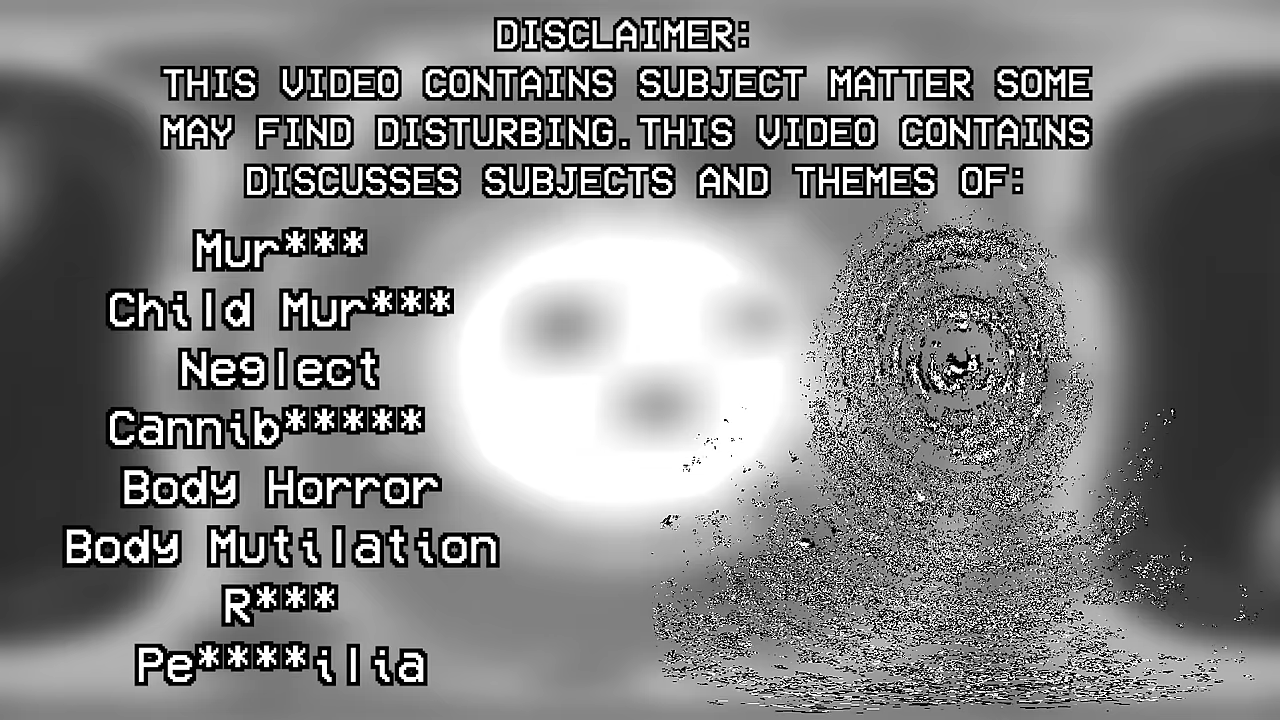 DISCLAIMER:
THIS VIDEO CONTAINS SUBJECT MATTER SOME
MAY FIND DISTURBING.THIS VIDEO CONTAINS
DISCUSSES SUBJECTS AND THEMES OF:
Mur***
Child Mur***
Neglect
Cannib*****
Body Horror
Body Mutilation
R***
Pe****ilia